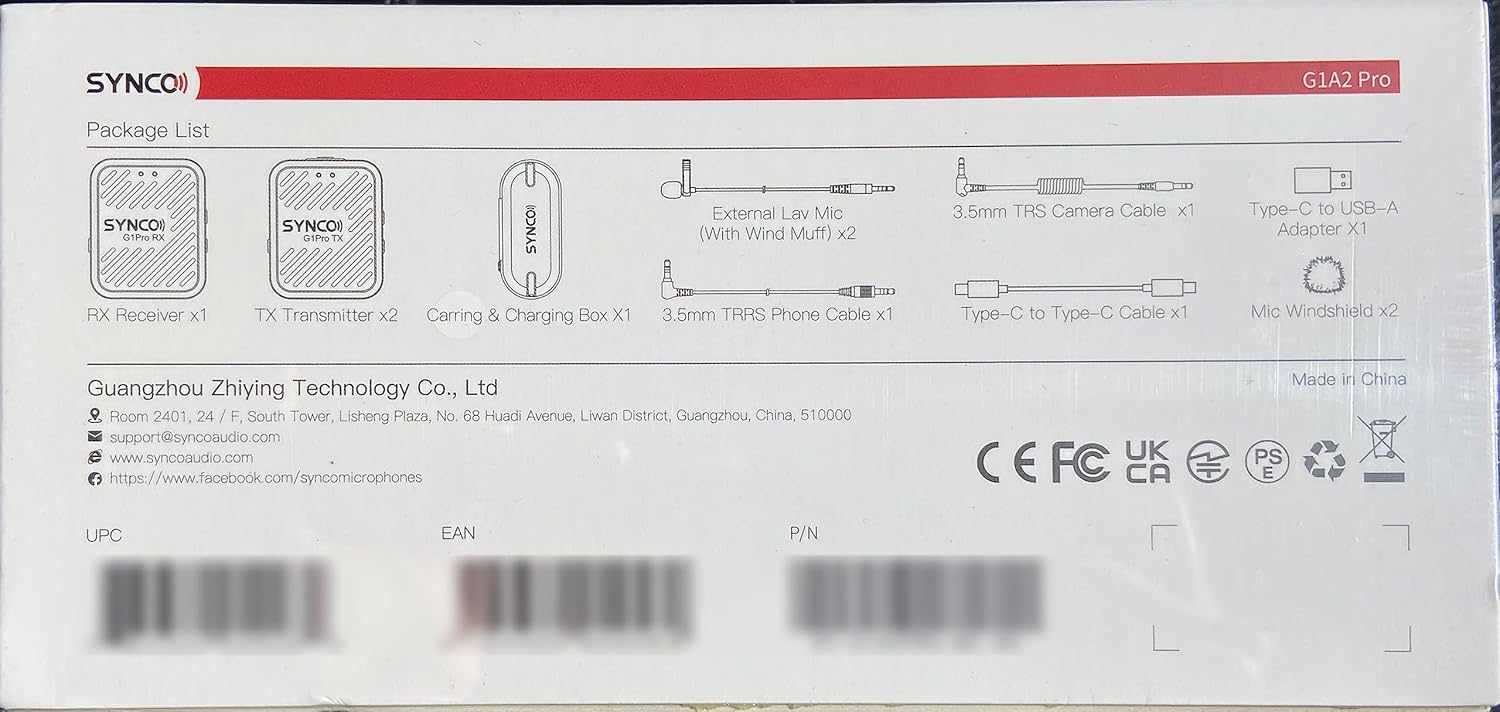 SYNCO
G1A2 Pro
Package List
SYNCO
G1Pro RX
SYNCO
G1Pro TX
SYNCO
RX Receiver x1
TX Transmitter x2
Carring & Charging Box X1
External Lav Mic
(With Wind Muff) x2
3.5mm TRRS Phone Cable x1
3.5mm TRS Camera Cable x1
Type-C to Type-C Cable x1
Type-C to USB-A
Adapter X1
Mic Windshield x2
Guangzhou Zhiying Technology Co., Ltd
Made in China
Room 2401, 24 / F, South Tower, Lisheng Plaza, No. 68 Huadi Avenue, Liwan District, Guangzhou, China, 510000
support@syncoaudio.com
www.syncoaudio.com
https://www.facebook.com/syncomicrophones
CE FC UK
CA
PS
E
UPC
EAN
P/N